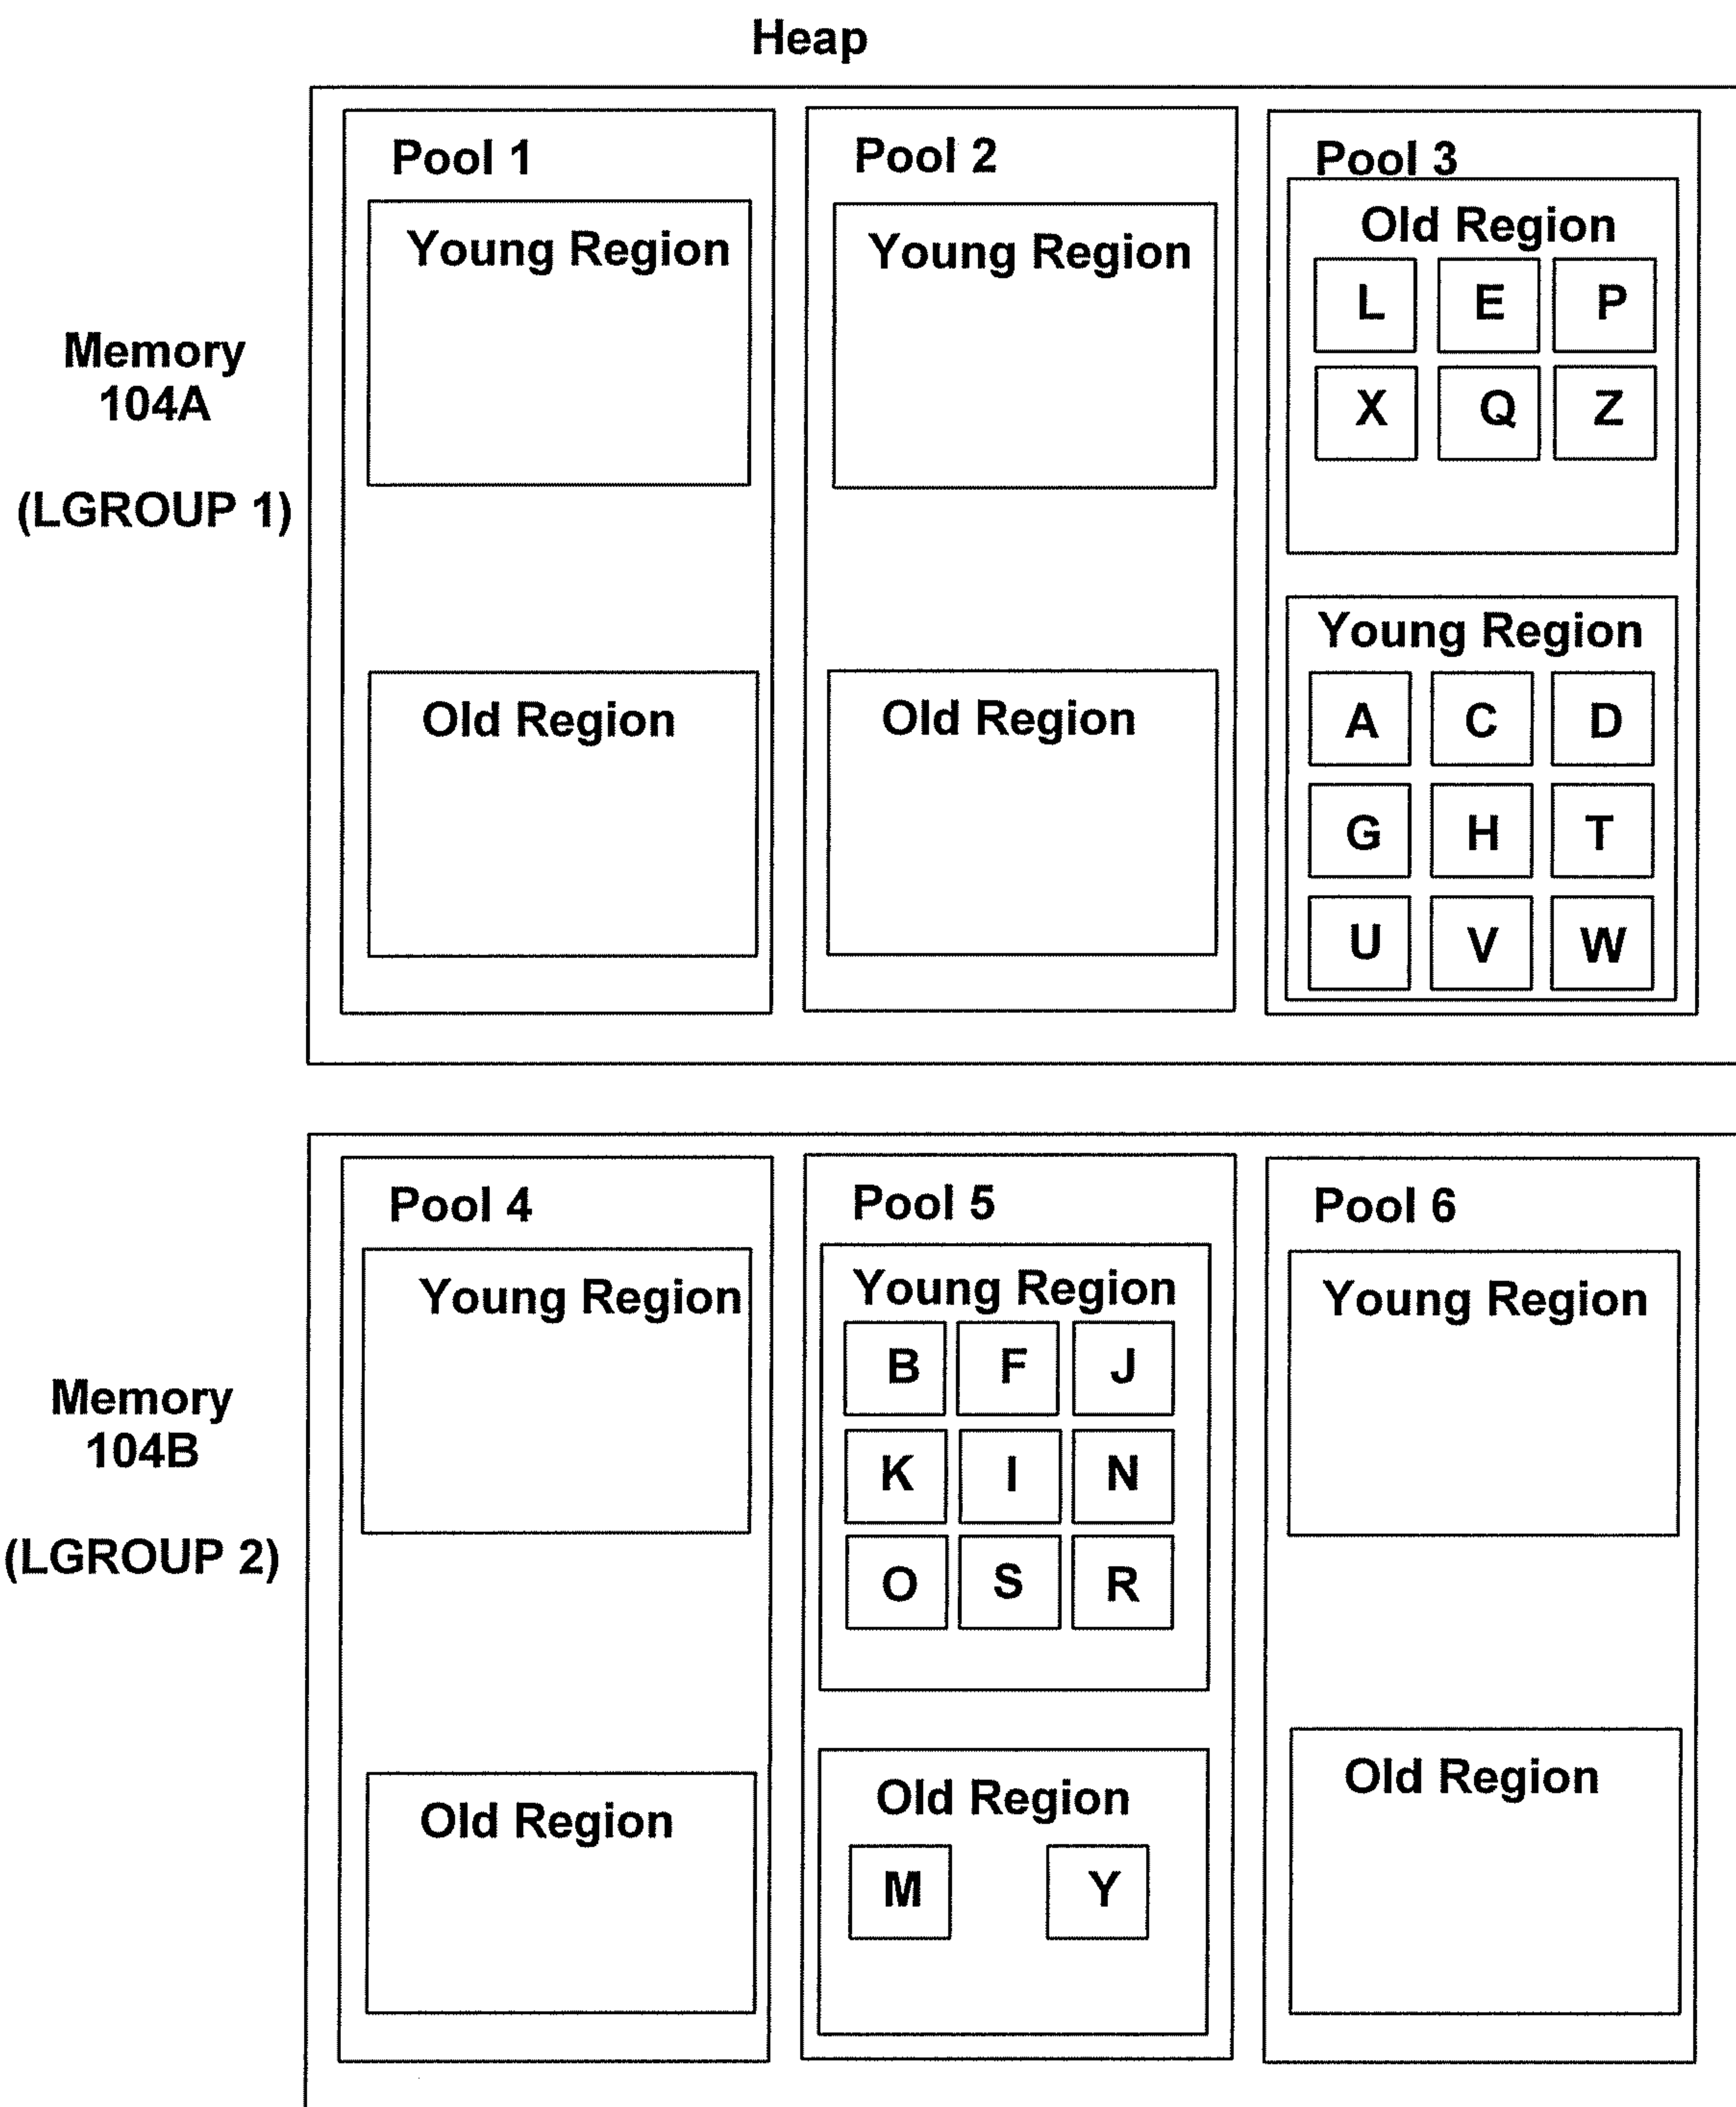 Heap
Memory
104A
(LGROUP 1)
Pool 1
Young Region
Old Region
Pool 2
Young Region
Old Region
Pool 3
Old Region
L E P
X Q Z
Young Region
A C D
G H T
U V W
Memory
104B
(LGROUP 2)
Pool 4
Young Region
Old Region
Pool 5
Young Region
B F J
K I N
O S R
Old Region
M Y
Pool 6
Young Region
Old Region